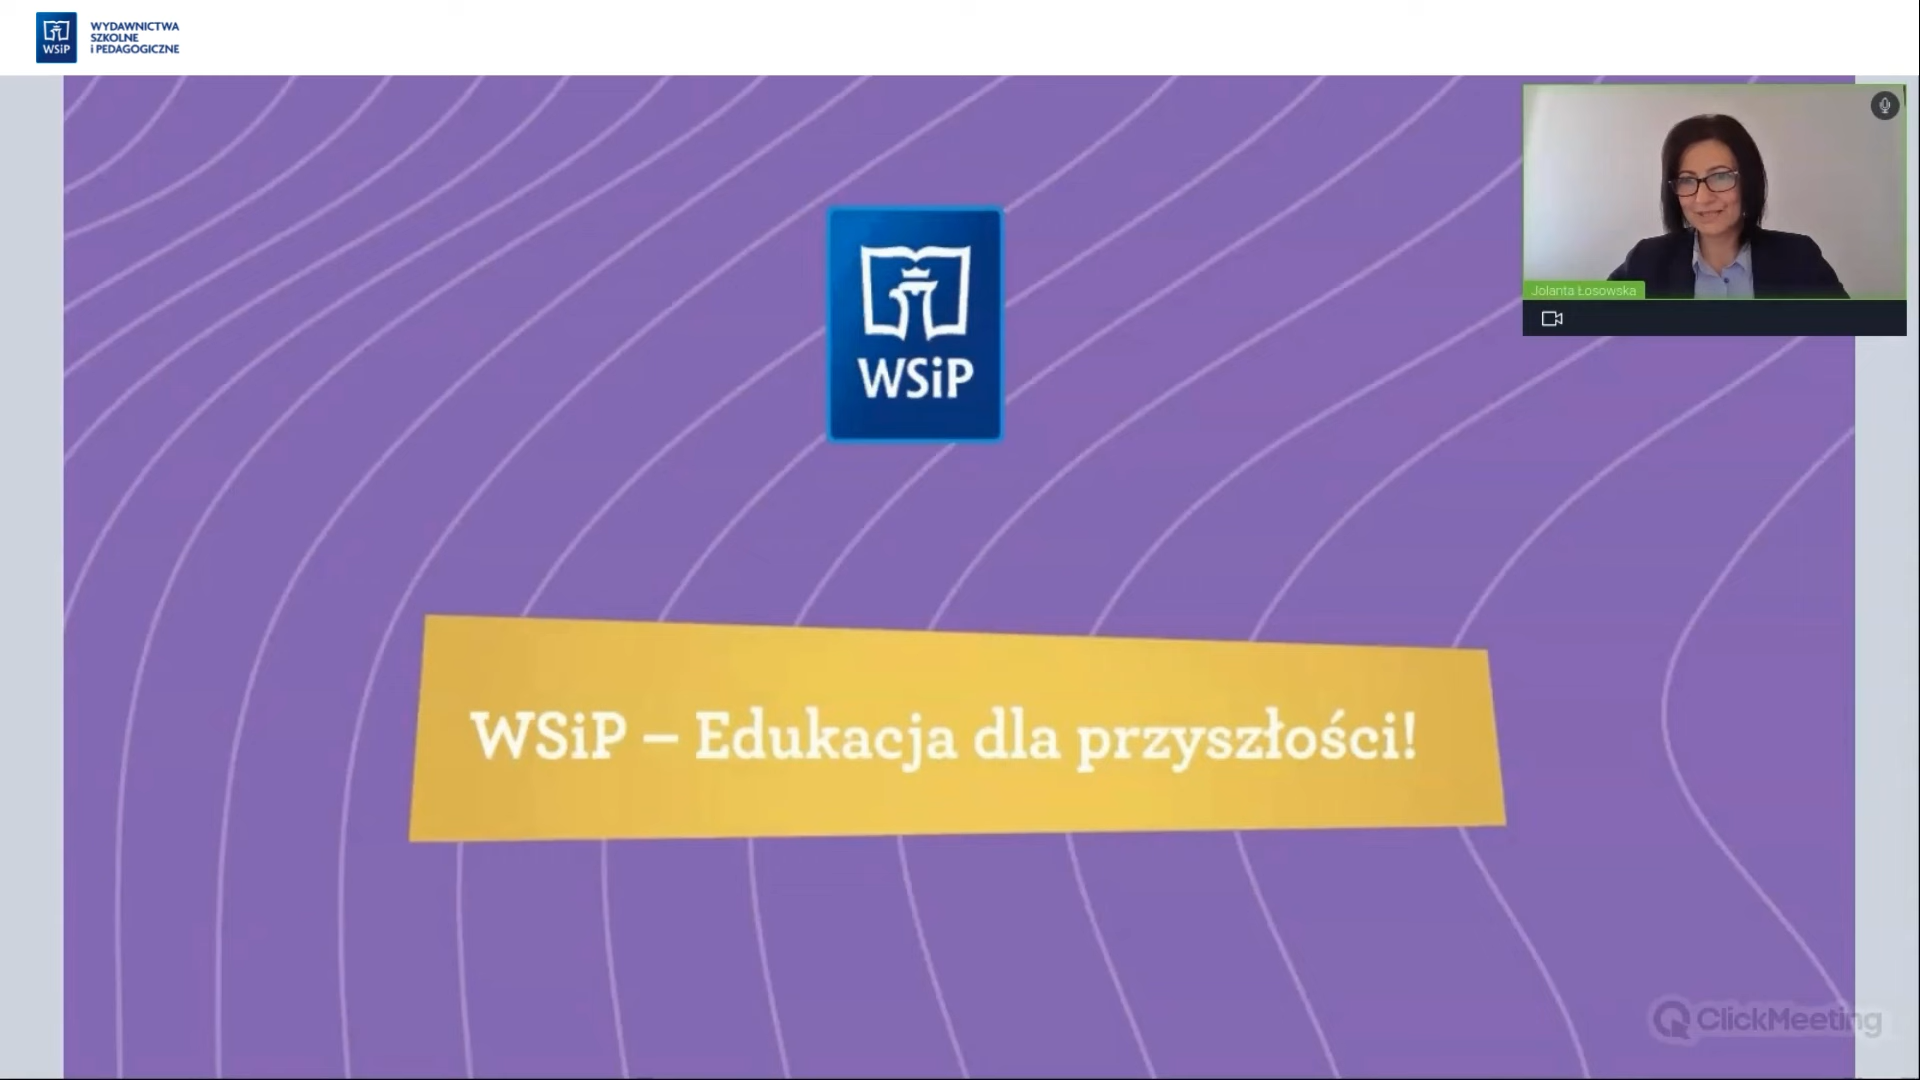 WSiP
WYDAWNICTWA
SZKOLNE
i PEDAGOGICZNE
Jolanta Łosowska
WSiP
WSiP – Edukacja dla przyszłości!
ClickMeeting